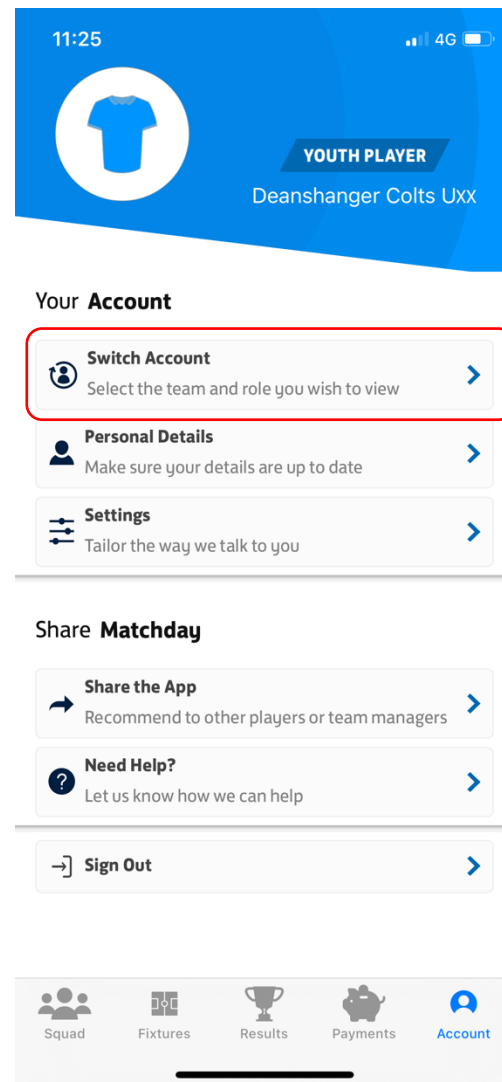 11:25
4G
YOUTH PLAYER
Deanshanger Colts Uxx
Your Account
Switch Account
Select the team and role you wish to view
Personal Details
Make sure your details are up to date
Settings
Tailor the way we talk to you
Share Matchday
Share the App
Recommend to other players or team managers
Need Help?
Let us know how we can help
Sign Out
Squad Fixtures Results Payments Account